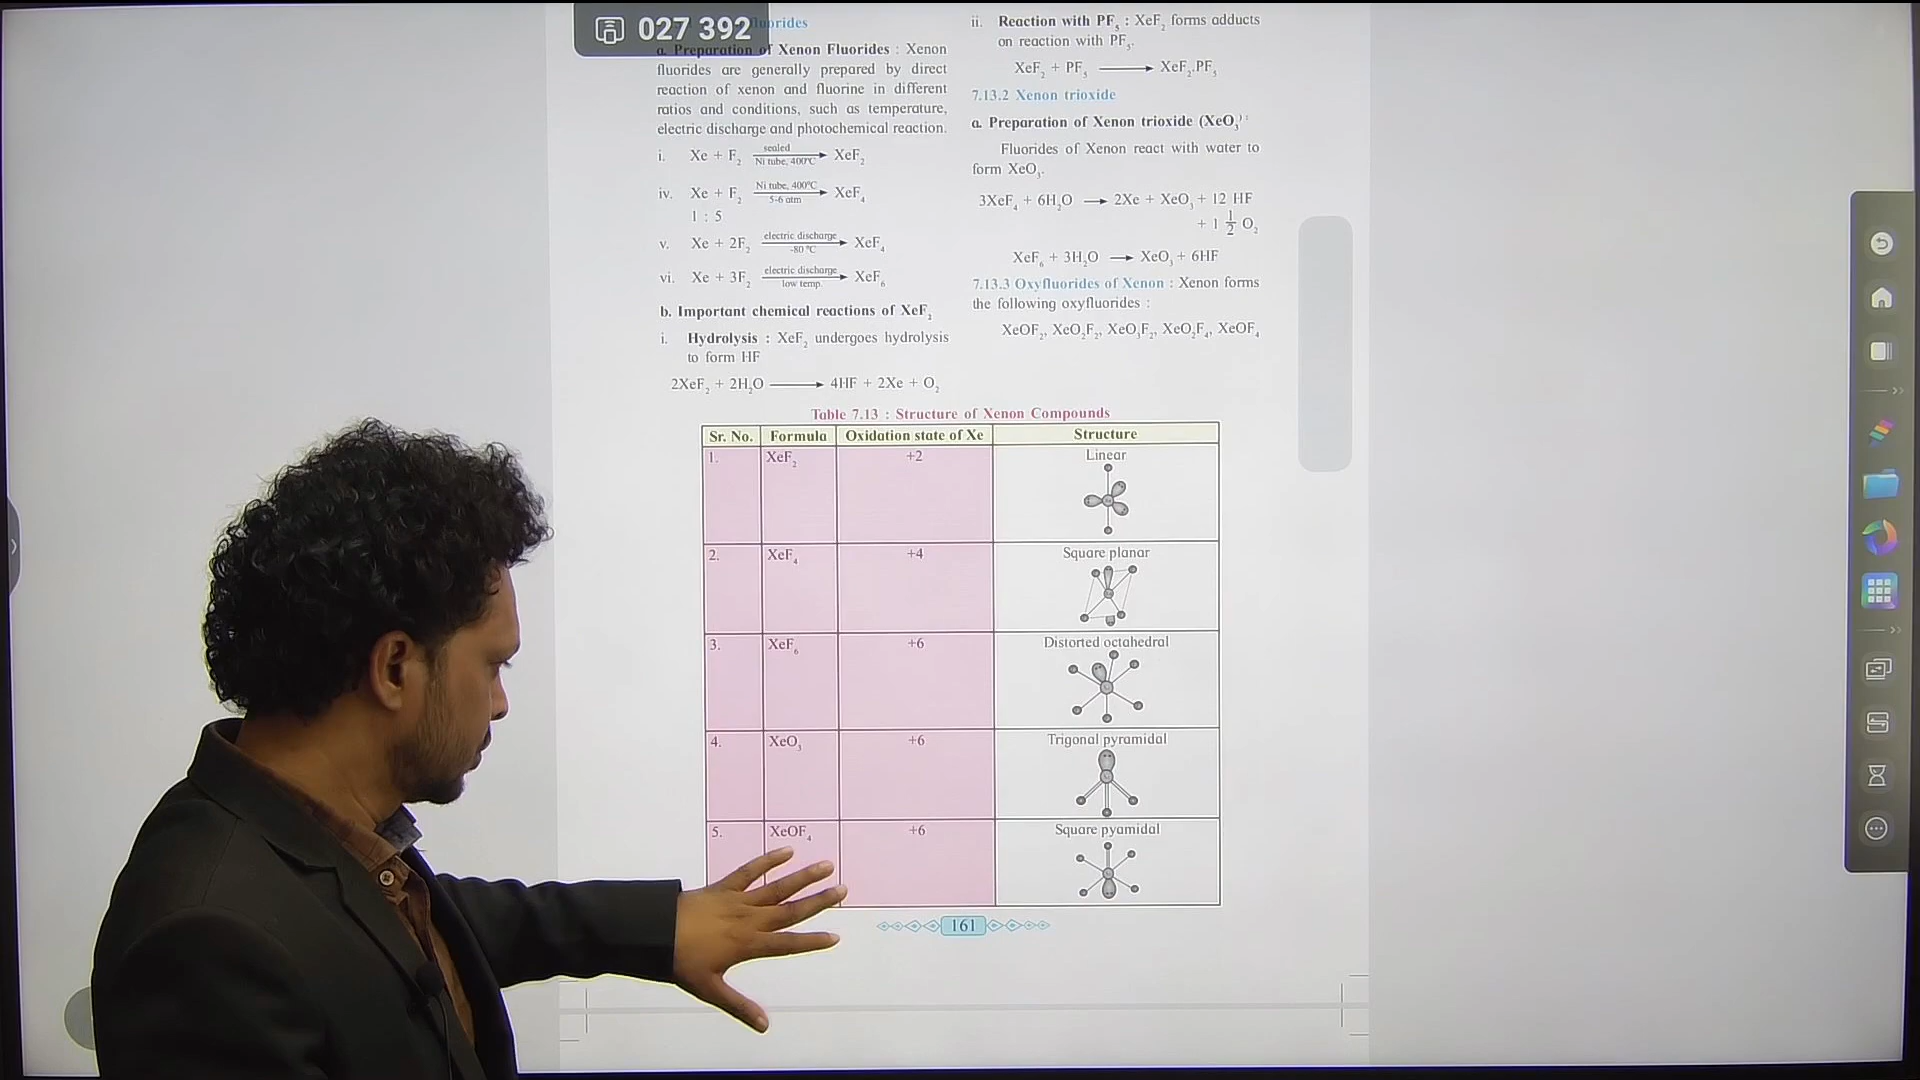 027 392
uorides
a. Preparation of Xenon Fluorides : Xenon
fluorides are generally prepared by direct
reaction of xenon and fluorine in different
ratios and conditions, such as temperature,
electric discharge and photochemical reaction.
i. Xe + F₂ sealed Ni tube, 400°C → XeF₂
iv. Xe + F₂ Ni tube, 400°C 5-6 atm → XeF₄
1 : 5
v. Xe + 2F₂ electric discharge -80 °C → XeF₄
vi. Xe + 3F₂ electric discharge low temp. → XeF₆
b. Important chemical reactions of XeF₂
i. Hydrolysis : XeF₂ undergoes hydrolysis
to form HF
2XeF₂ + 2H₂O → 4HF + 2Xe + O₂
ii. Reaction with PF₅ : XeF₂ forms adducts
on reaction with PF₅.
XeF₂ + PF₅ → XeF₂.PF₅
7.13.2 Xenon trioxide
a. Preparation of Xenon trioxide (XeO₃) :
Fluorides of Xenon react with water to
form XeO₃.
3XeF₄ + 6H₂O → 2Xe + XeO₃ + 12 HF
+ 1 1/2 O₂
XeF₆ + 3H₂O → XeO₃ + 6HF
7.13.3 Oxyfluorides of Xenon : Xenon forms
the following oxyfluorides :
XeOF₂, XeO₂F₂, XeO₃F₂, XeO₂F₄, XeOF₄
Table 7.13 : Structure of Xenon Compounds
Sr. No. Formula Oxidation state of Xe Structure
1. XeF₂ +2 Linear
2. XeF₄ +4 Square planar
3. XeF₆ +6 Distorted octahedral
4. XeO₃ +6 Trigonal pyramidal
5. XeOF₄ +6 Square pyamidal
161